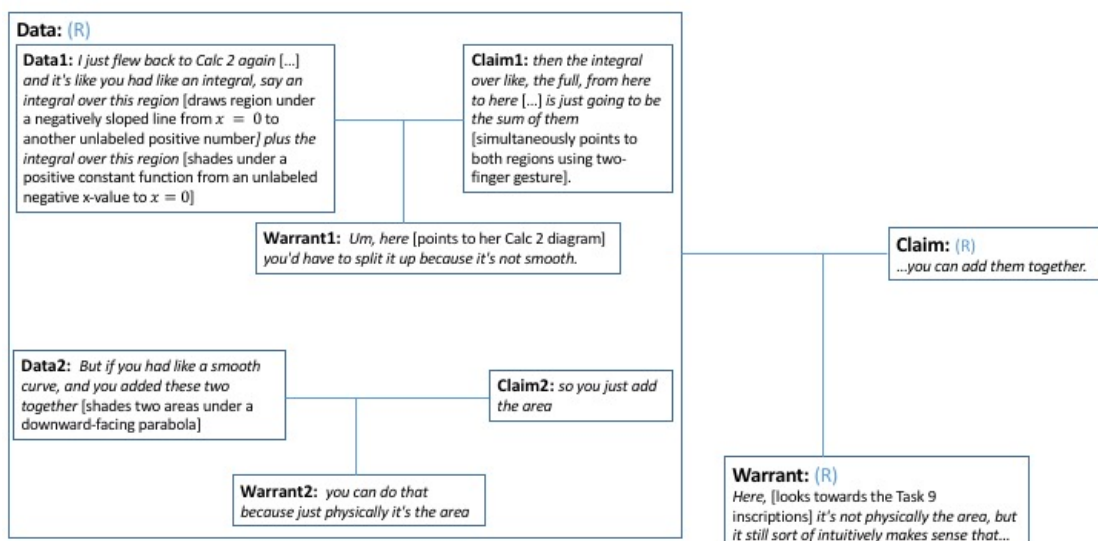 Data: (R)
Data1: I just flew back to Calc 2 again […]
and it's like you had like an integral, say an
integral over this region [draws region under
a negatively sloped line from x = 0 to
another unlabeled positive number] plus the
integral over this region [shades under a
positive constant function from an unlabeled
negative x-value to x = 0]
Claim1: then the integral
over like, the full, from here
to here […] is just going to be
the sum of them
[simultaneously points to
both regions using two-
finger gesture].
Warrant1: Um, here [points to her Calc 2 diagram]
you'd have to split it up because it's not smooth.
Claim: (R)
…you can add them together.
Data2: But if you had like a smooth
curve, and you added these two
together [shades two areas under a
downward-facing parabola]
Claim2: so you just add
the area
Warrant2: you can do that
because just physically it's the area
Warrant: (R)
Here, [looks towards the Task 9
inscriptions] it's not physically the area, but
it still sort of intuitively makes sense that…